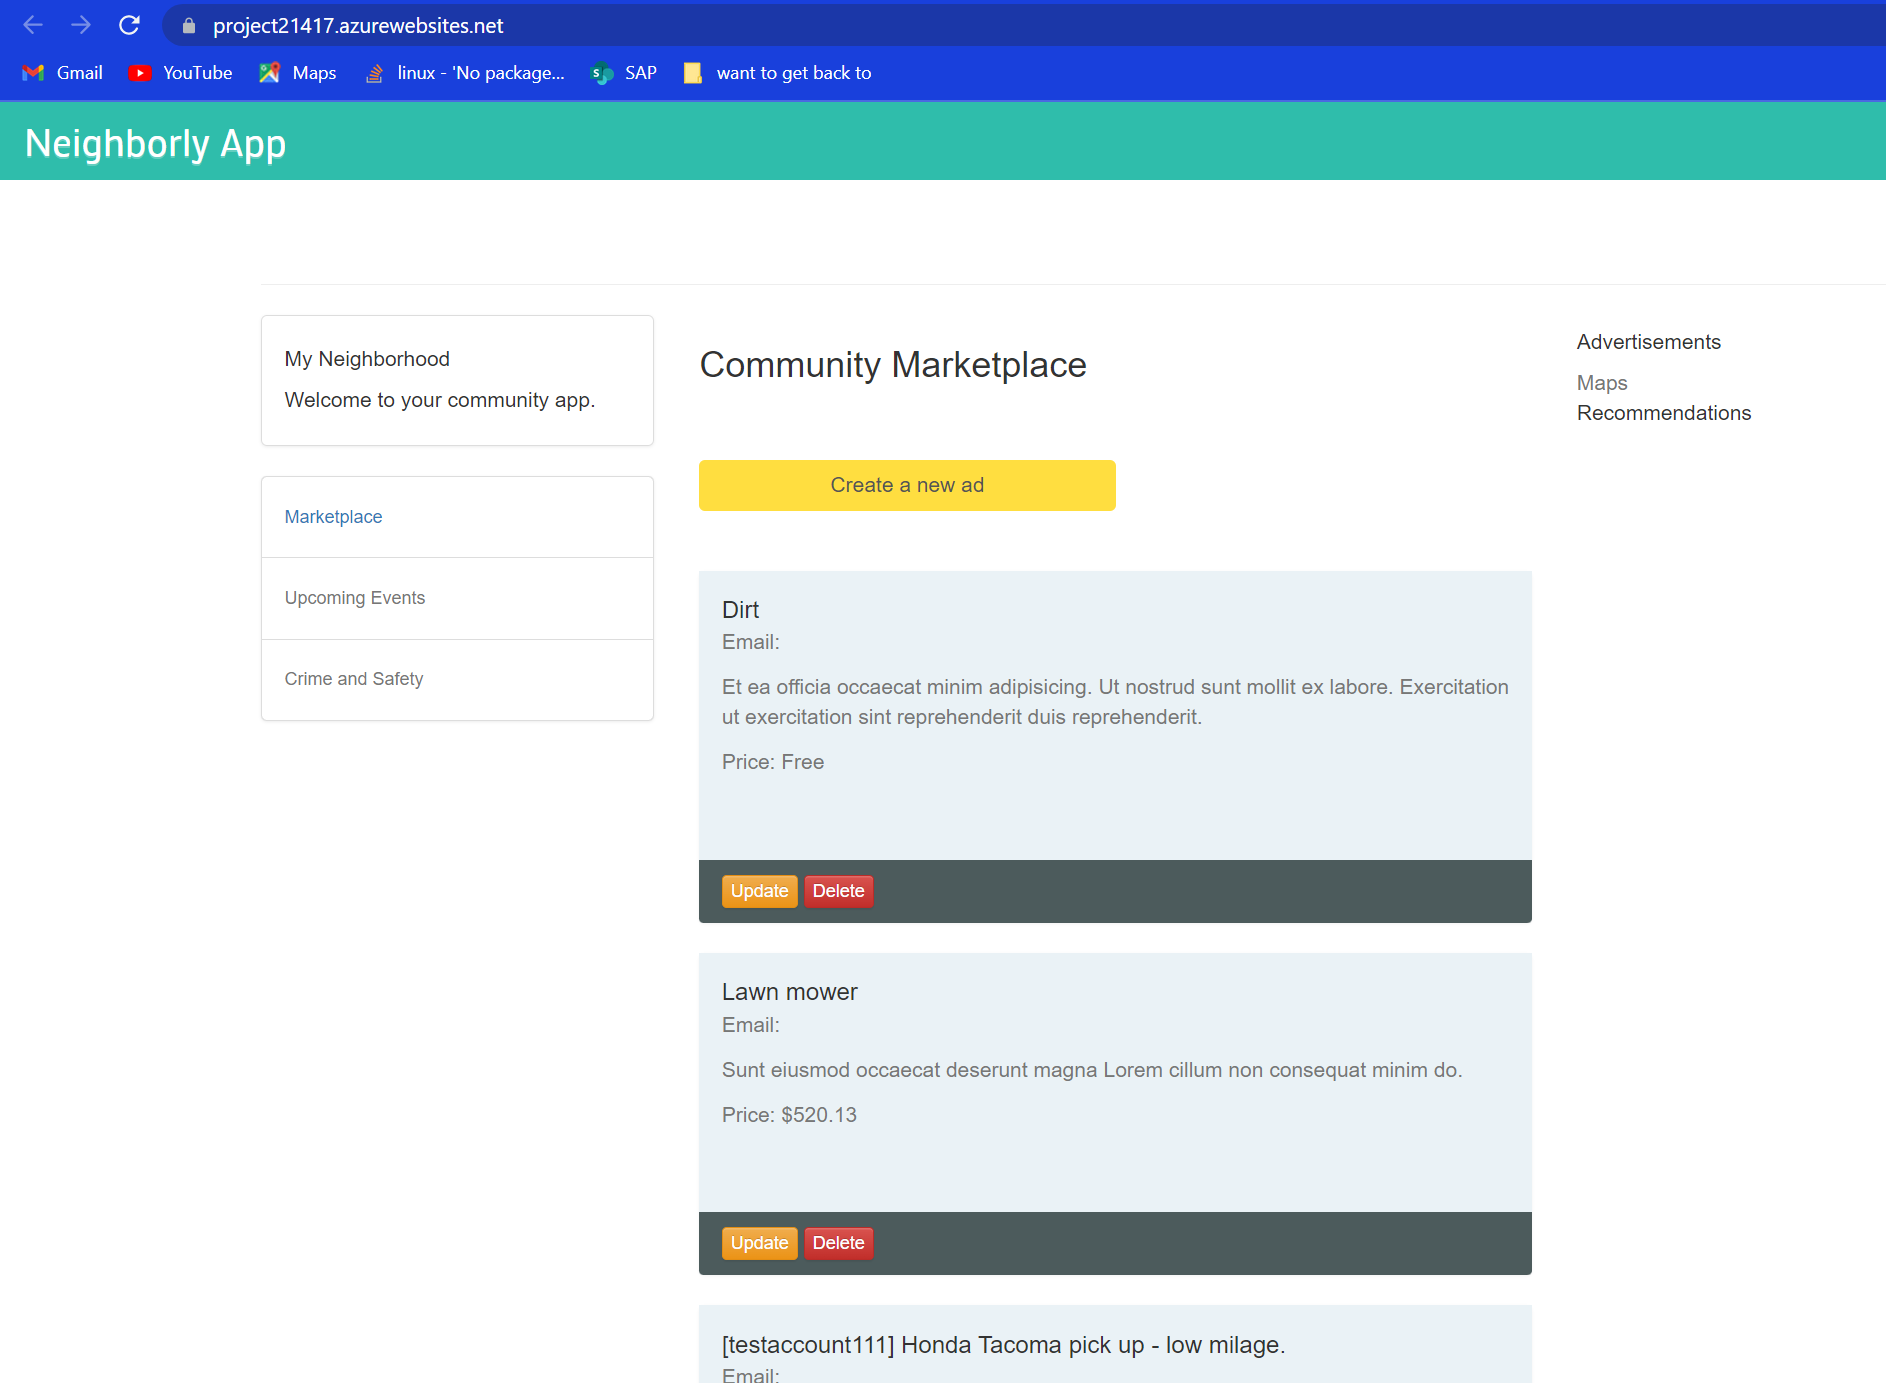 project21417.azurewebsites.net
Gmail YouTube Maps linux - 'No package... SAP want to get back to
Neighborly App
My Neighborhood
Welcome to your community app.
Marketplace
Upcoming Events
Crime and Safety
Community Marketplace
Create a new ad
Dirt
Email:
Et ea officia occaecat minim adipisicing. Ut nostrud sunt mollit ex labore. Exercitation
ut exercitation sint reprehenderit duis reprehenderit.
Price: Free
Update Delete
Lawn mower
Email:
Sunt eiusmod occaecat deserunt magna Lorem cillum non consequat minim do.
Price: $520.13
Update Delete
[testaccount111] Honda Tacoma pick up - low milage.
Email:
Advertisements
Maps
Recommendations